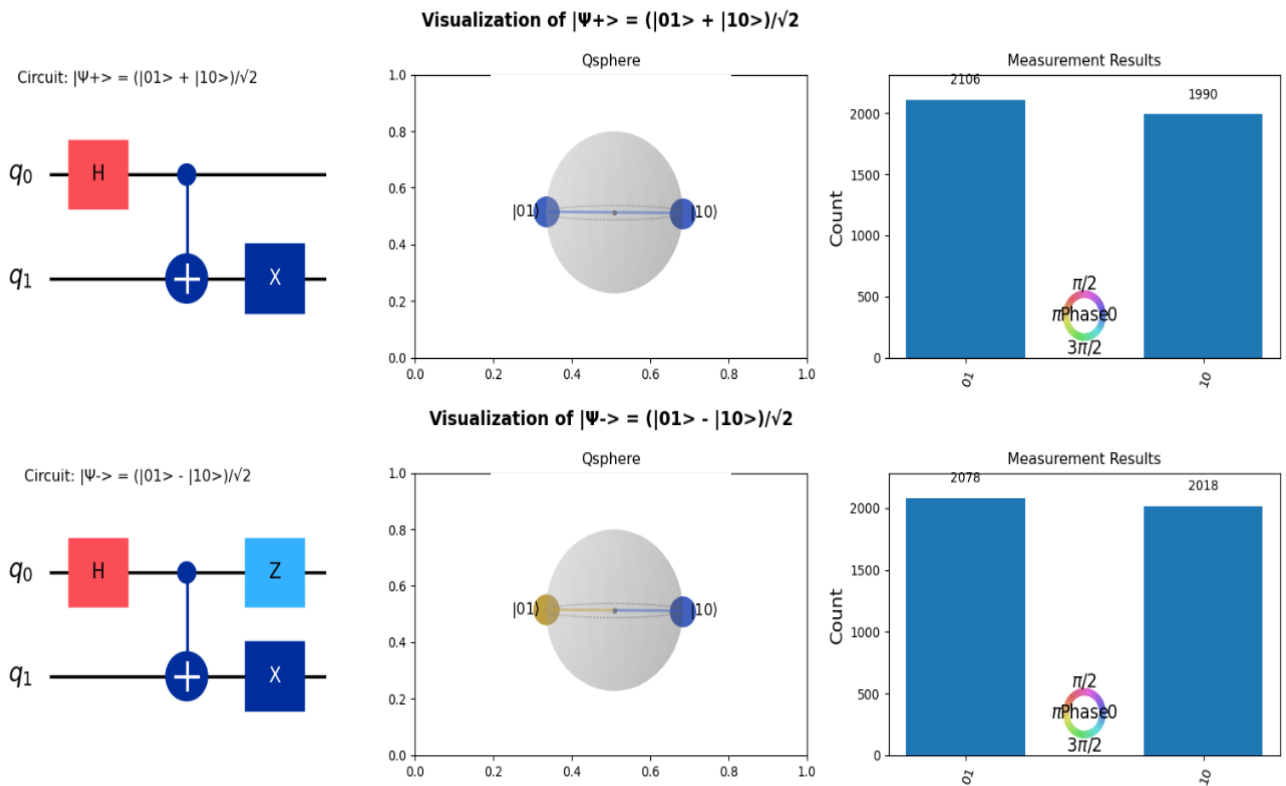 Visualization of |Ψ+> = (|01> + |10>)/√2
Circuit: |Ψ+> = (|01> + |10>)/√2
q0
H
q1
X
Qsphere
1.0
0.8
0.6
0.4
0.2
0.0
|01⟩
|10⟩
0.0 0.2 0.4 0.6 0.8 1.0
Measurement Results
2106
1990
Count
2000
1500
1000
500
0
π/2
πPhase0
3π/2
01
10
Visualization of |Ψ-> = (|01> - |10>)/√2
Circuit: |Ψ-> = (|01> - |10>)/√2
q0
H
Z
q1
X
Qsphere
1.0
0.8
0.6
0.4
0.2
0.0
|01⟩
|10⟩
0.0 0.2 0.4 0.6 0.8 1.0
Measurement Results
2078
2018
Count
2000
1500
1000
500
0
π/2
πPhase0
3π/2
01
10